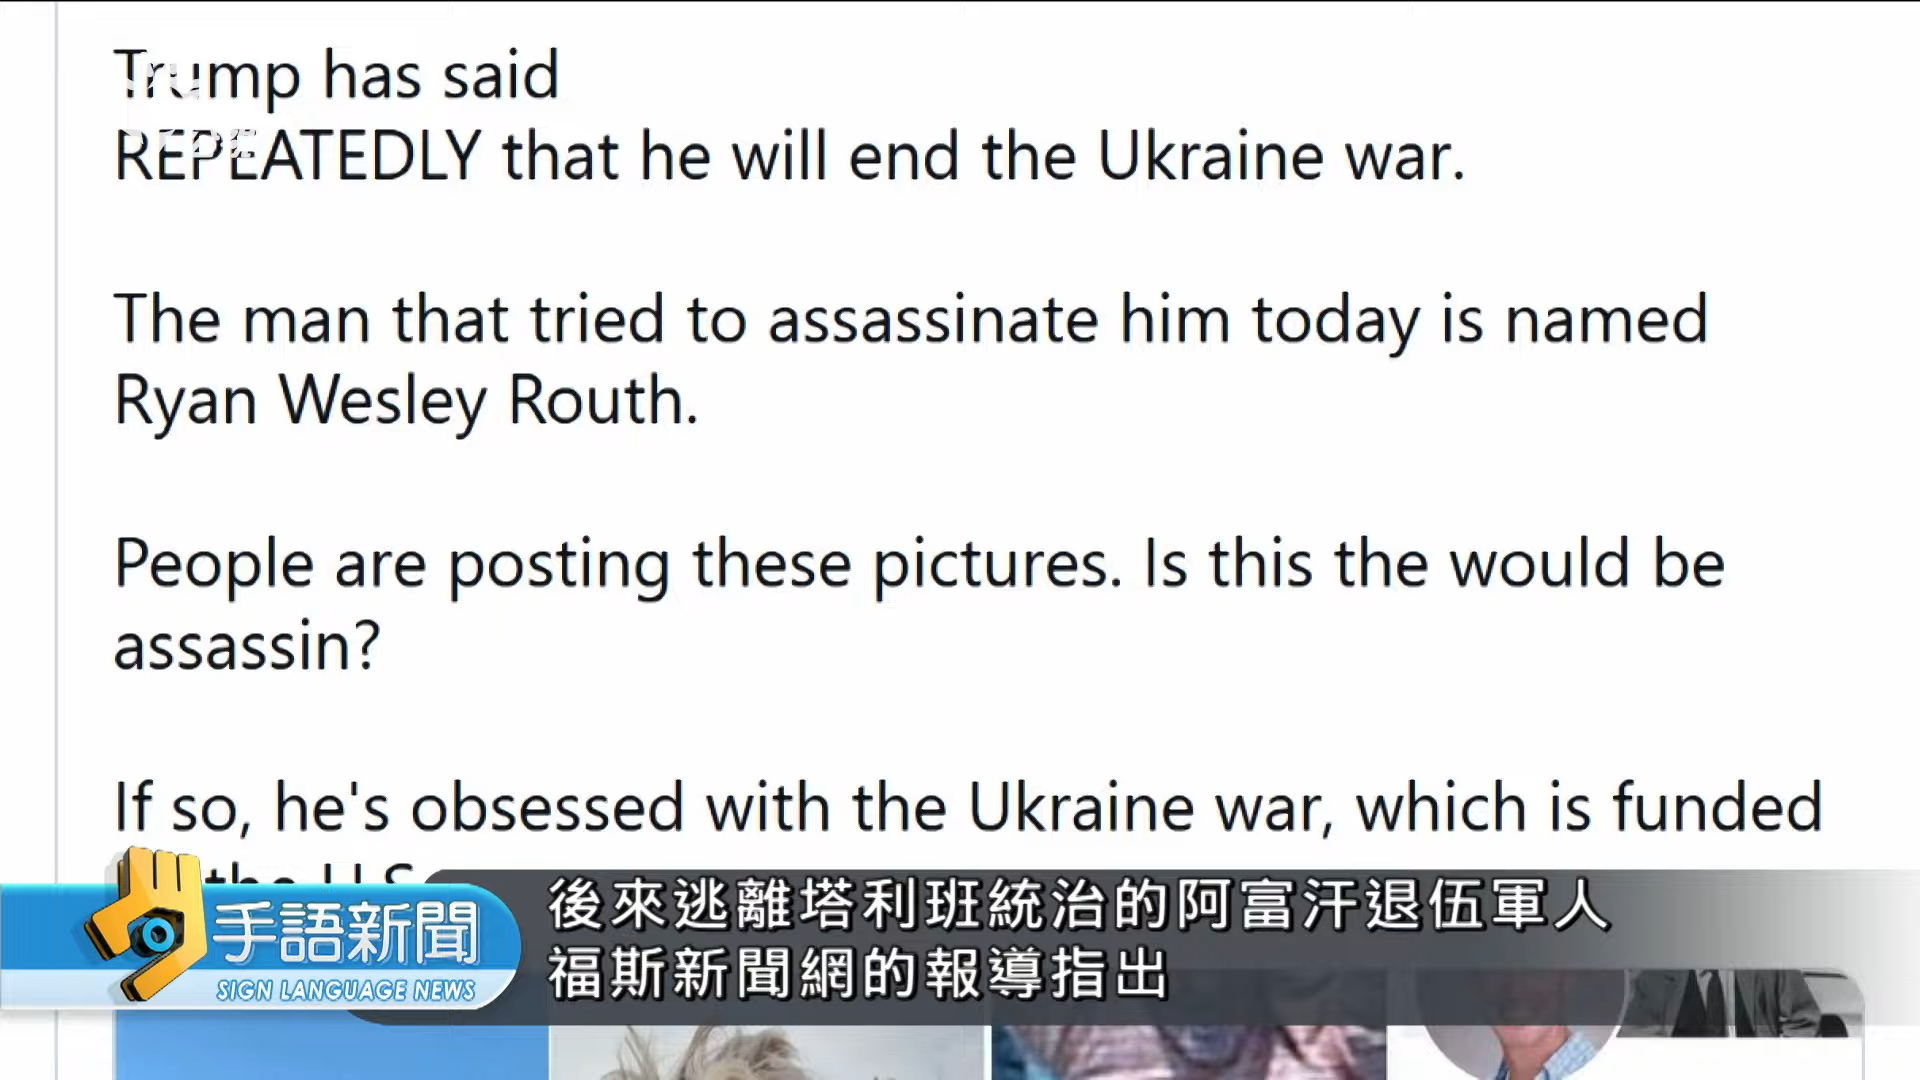 Trump has said
REPEATEDLY that he will end the Ukraine war.
The man that tried to assassinate him today is named
Ryan Wesley Routh.
People are posting these pictures. Is this the would be
assassin?
If so, he's obsessed with the Ukraine war, which is funded
the U.S.
手語新聞
SIGN LANGUAGE NEWS
後來逃離塔利班統治的阿富汗退伍軍人
福斯新聞網的報導指出